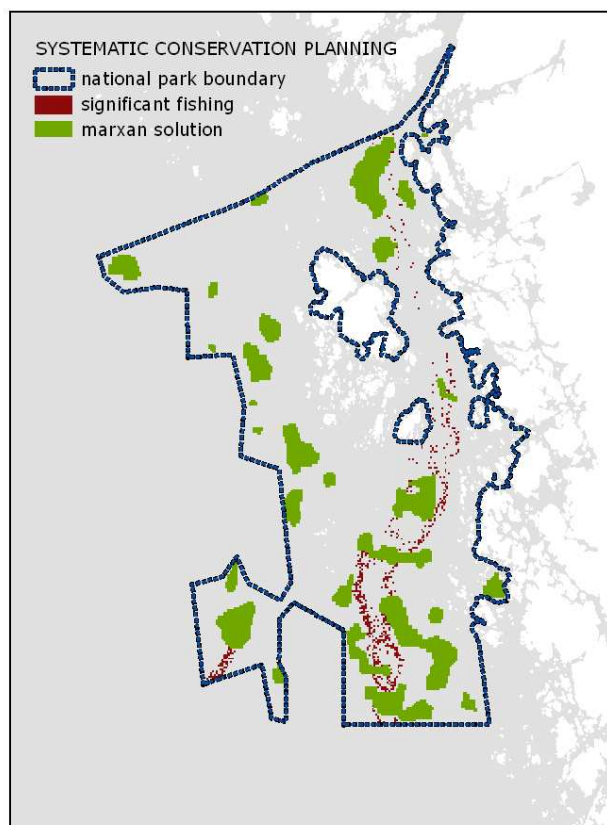 SYSTEMATIC CONSERVATION PLANNING
national park boundary
significant fishing
marxan solution